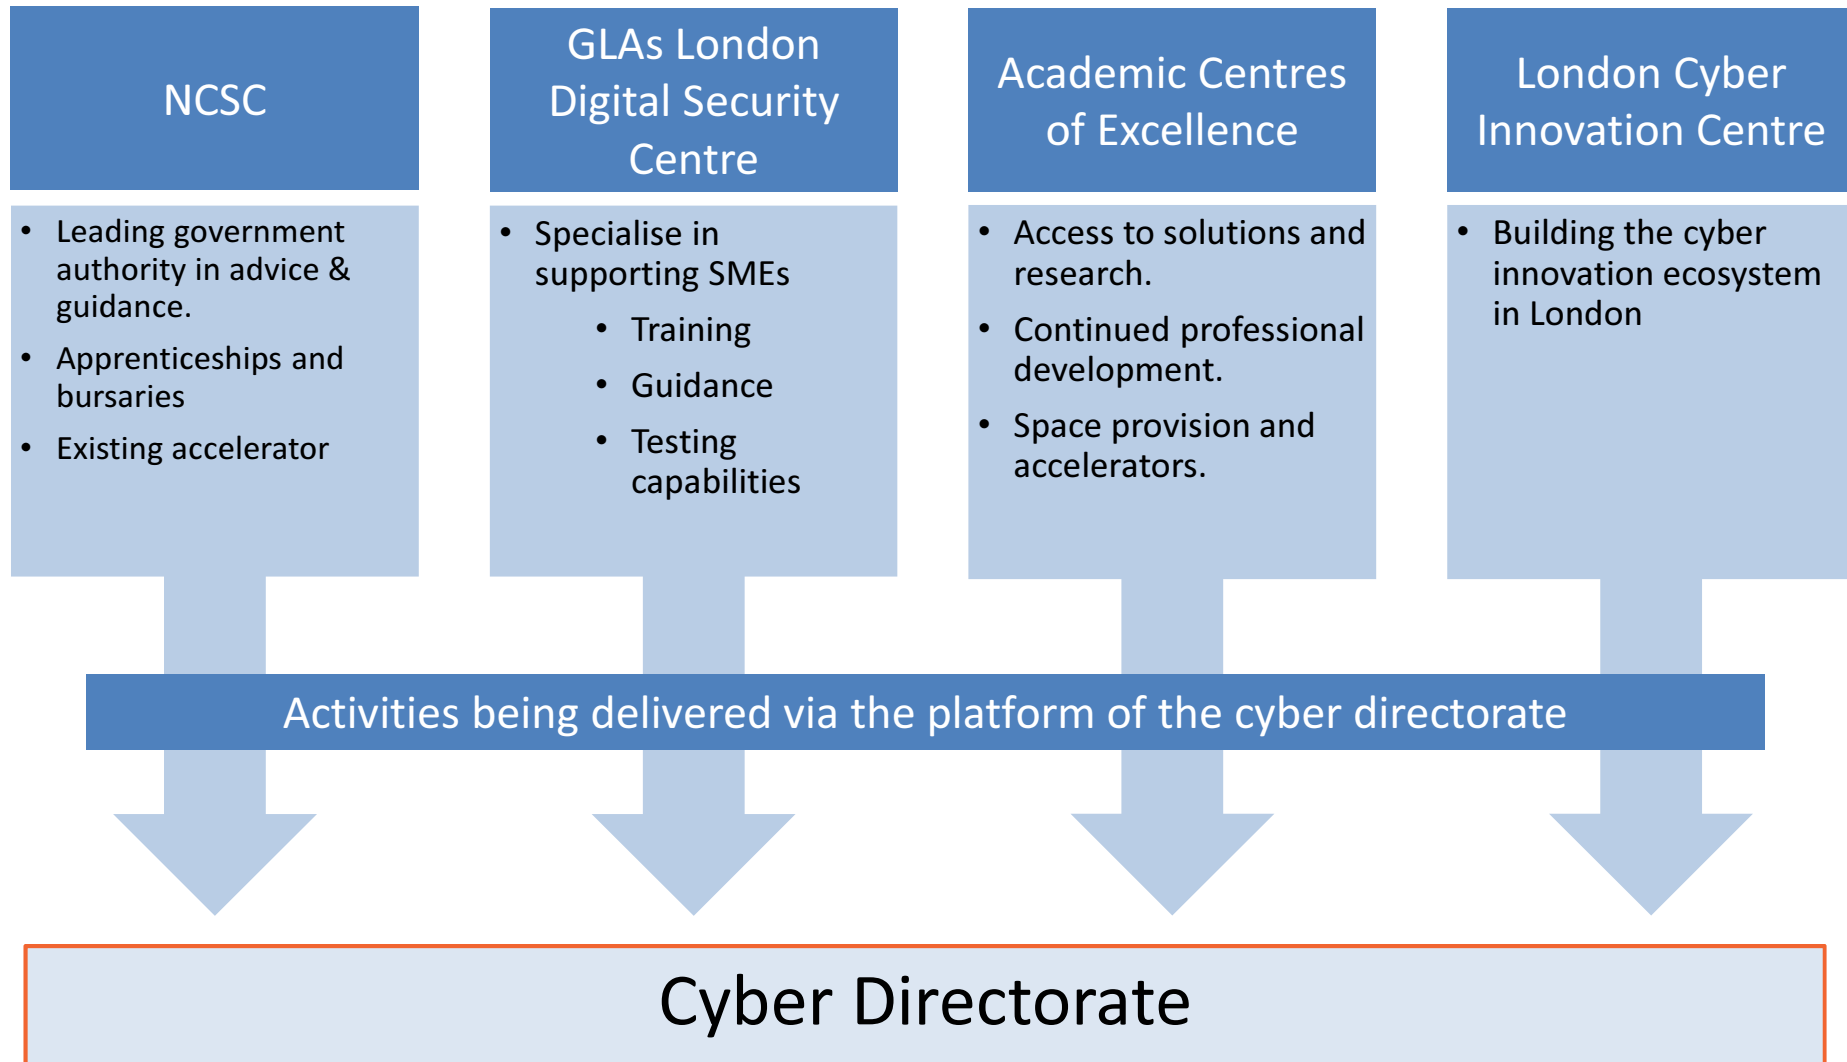 NCSC
• Leading government
authority in advice &
guidance.
• Apprenticeships and
bursaries
• Existing accelerator
GLAs London
Digital Security
Centre
• Specialise in
supporting SMEs
• Training
• Guidance
• Testing
capabilities
Academic Centres
of Excellence
• Access to solutions and
research.
• Continued professional
development.
• Space provision and
accelerators.
London Cyber
Innovation Centre
• Building the cyber
innovation ecosystem
in London
Activities being delivered via the platform of the cyber directorate
Cyber Directorate